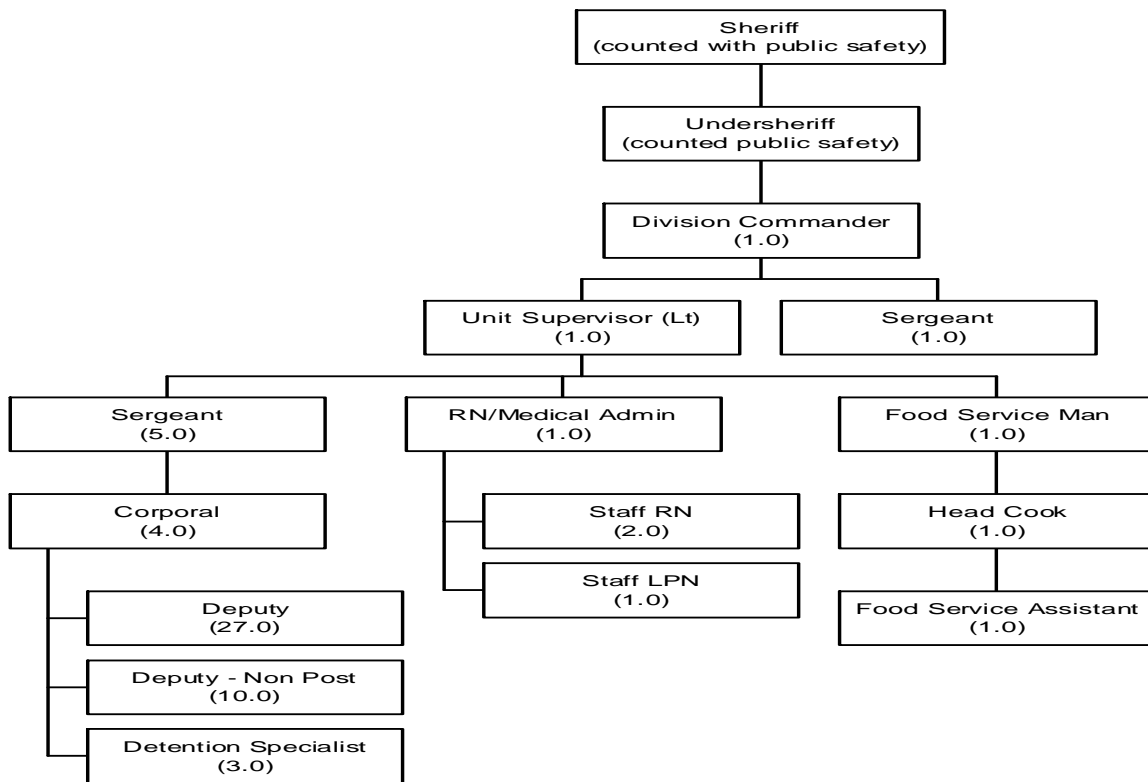 Sheriff
(counted with public safety)
Undersheriff
(counted public safety)
Division Commander
(1.0)
Unit Supervisor (Lt)
(1.0)
Sergeant
(1.0)
Sergeant
(5.0)
RN/Medical Admin
(1.0)
Food Service Man
(1.0)
Corporal
(4.0)
Staff RN
(2.0)
Head Cook
(1.0)
Staff LPN
(1.0)
Food Service Assistant
(1.0)
Deputy
(27.0)
Deputy - Non Post
(10.0)
Detention Specialist
(3.0)